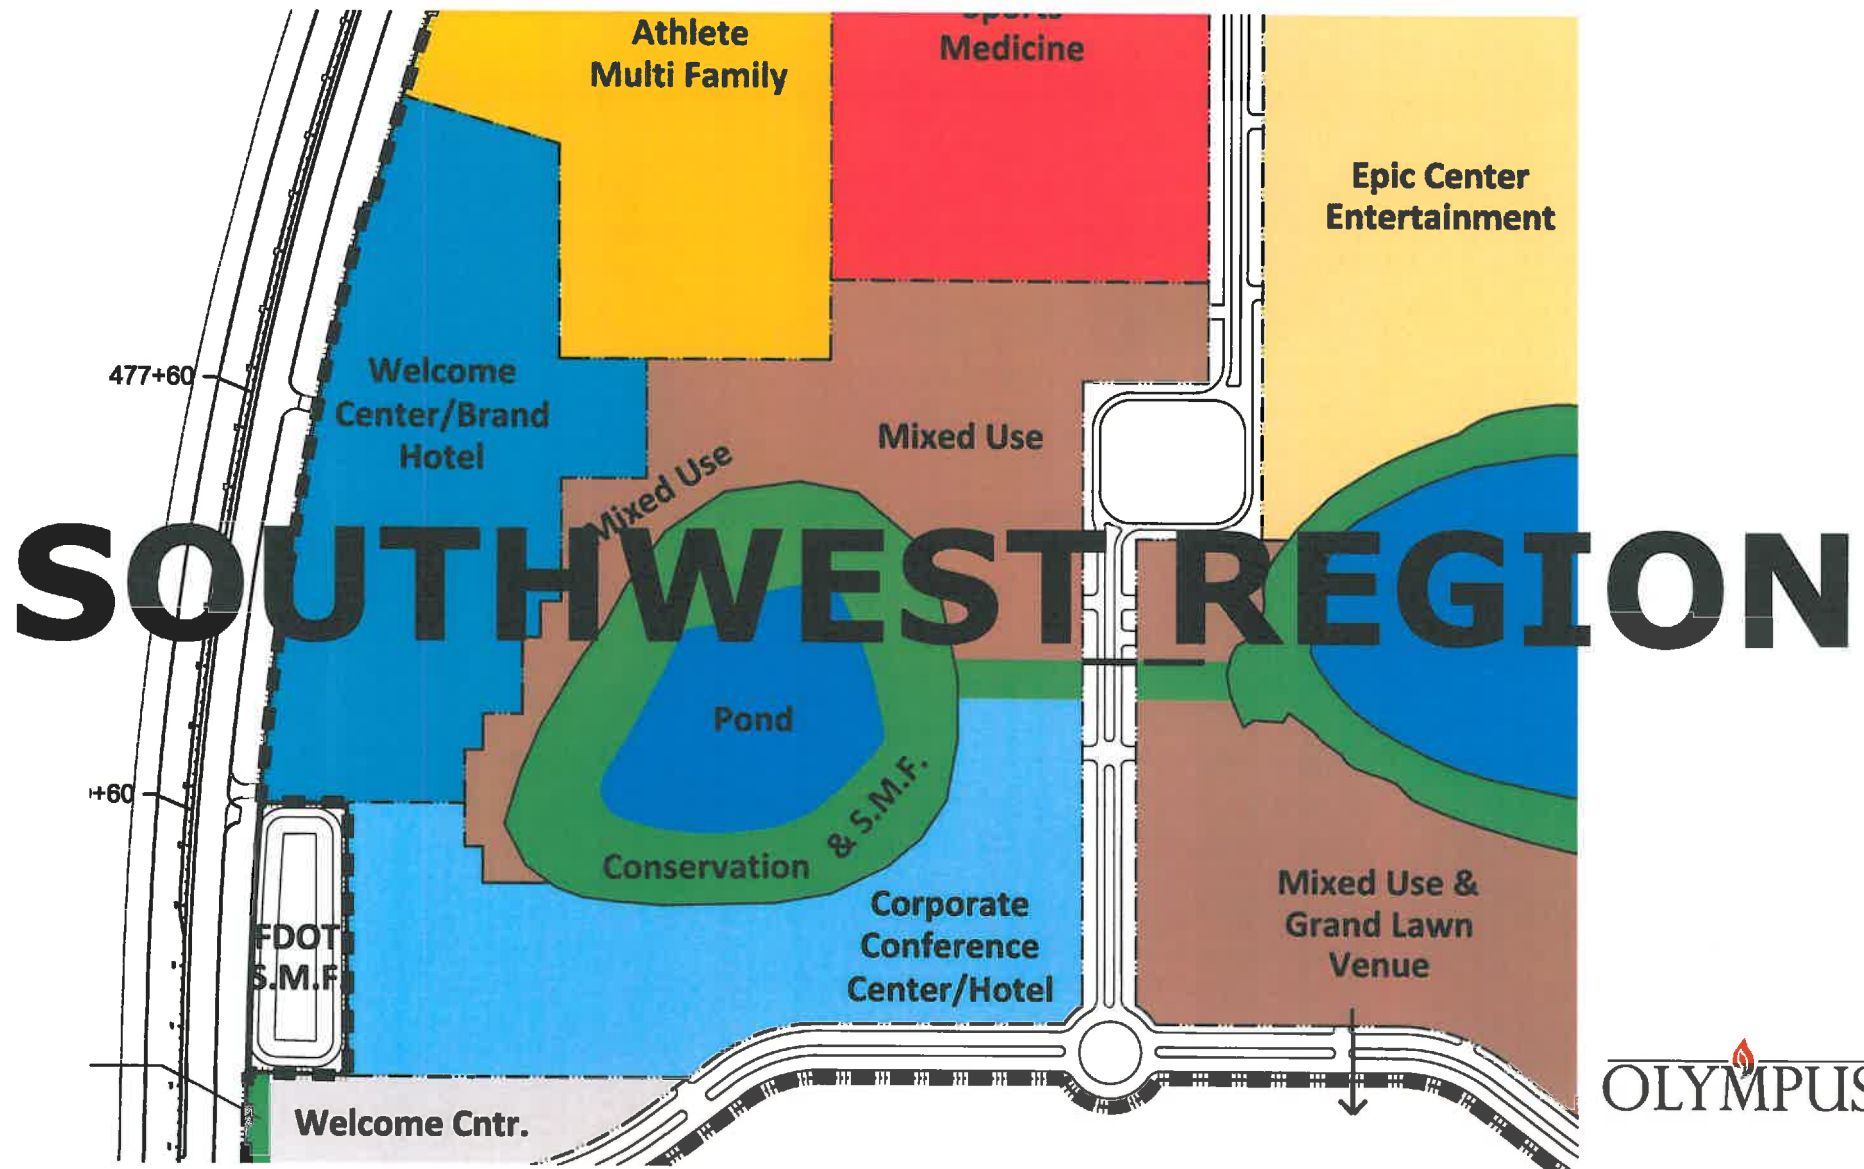 Athlete
Multi Family
Sports
Medicine
Epic Center
Entertainment
477+60
Welcome
Center/Brand
Hotel
Mixed Use
Mixed Use
SOUTHWEST REGION
Pond
+60
& S.M.F.
Conservation
Corporate
Conference
Center/Hotel
Mixed Use &
Grand Lawn
Venue
FDOT
S.M.F.
Welcome Cntr.
OLYMPUS